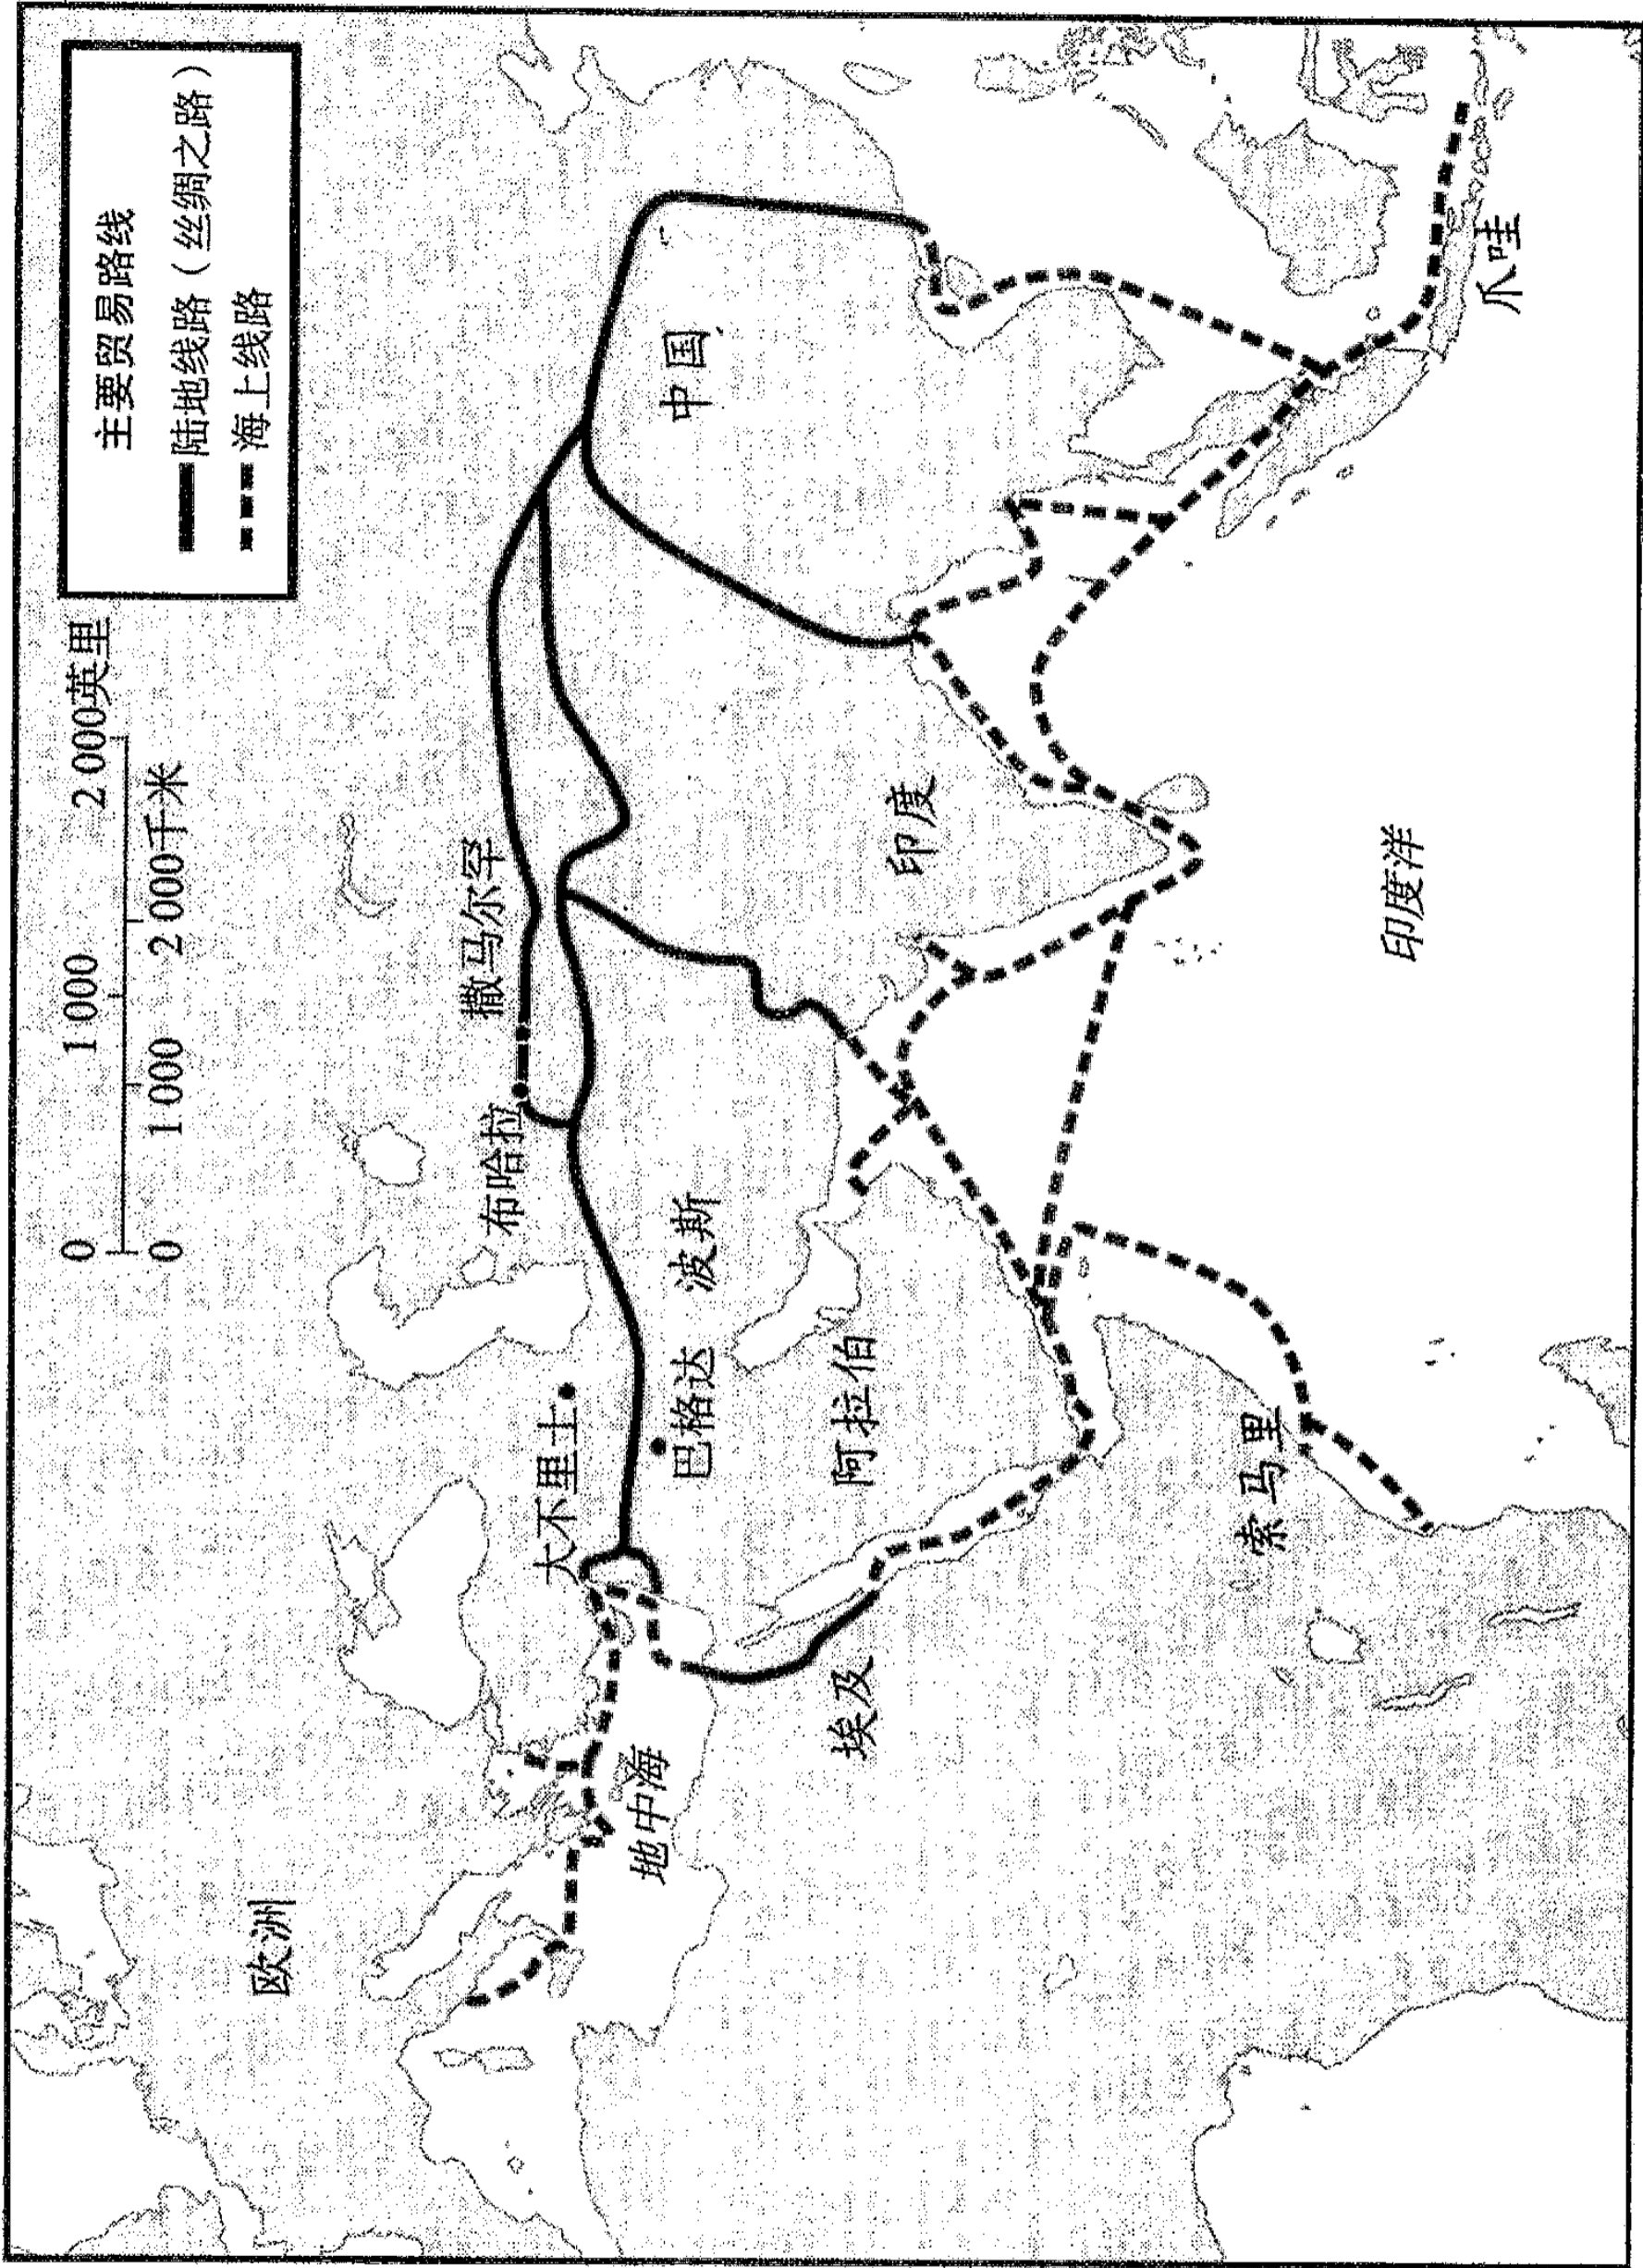 主要贸易路线
陆地线路（丝绸之路）
海上线路
0 1 000 2 000英里
0 1 000 2 000千米
欧洲
地中海
大不里士
布哈拉
撒马尔罕
巴格达
波斯
中国
埃及
阿拉伯
印度
索马里
印度洋
爪哇